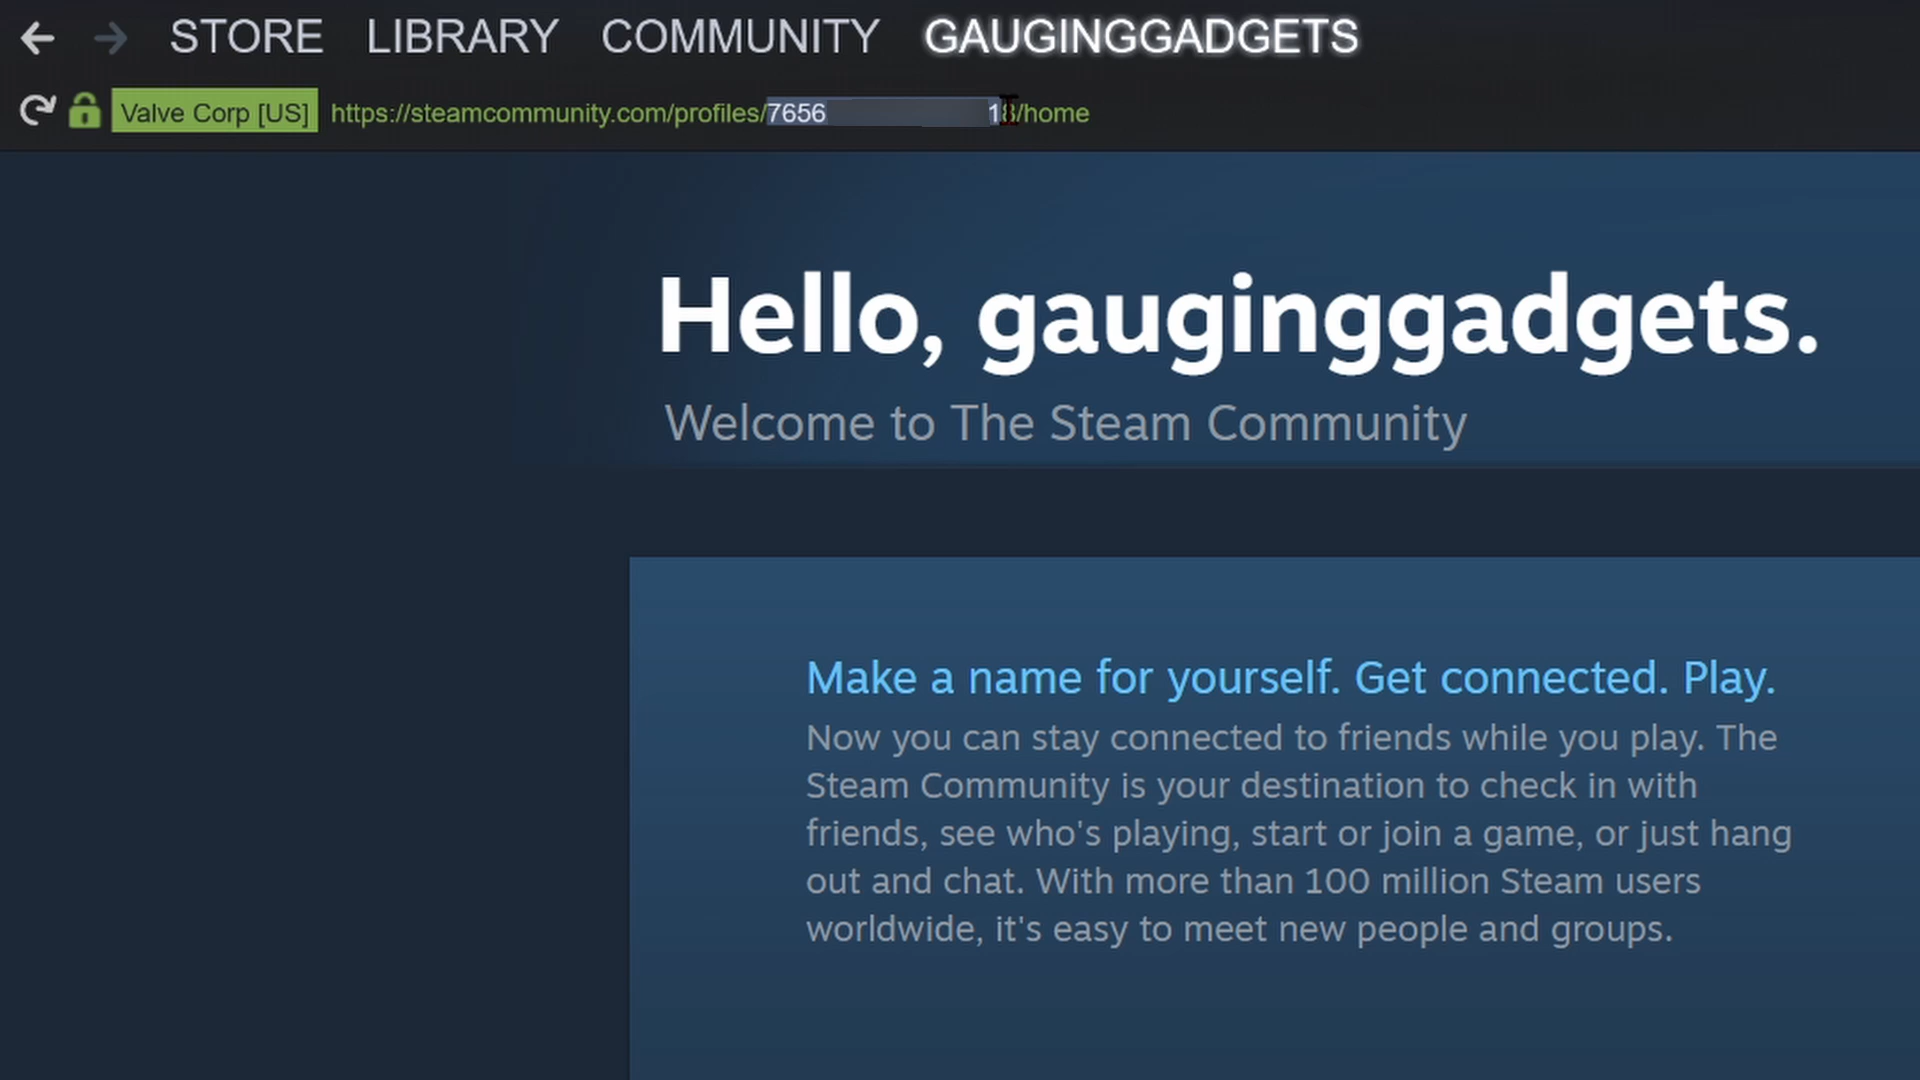 STORE LIBRARY COMMUNITY GAUGINGGADGETS
Valve Corp [US] https://steamcommunity.com/profiles/7656 18/home
Hello, gauginggadgets.
Welcome to The Steam Community
Make a name for yourself. Get connected. Play.
Now you can stay connected to friends while you play. The
Steam Community is your destination to check in with
friends, see who's playing, start or join a game, or just hang
out and chat. With more than 100 million Steam users
worldwide, it's easy to meet new people and groups.